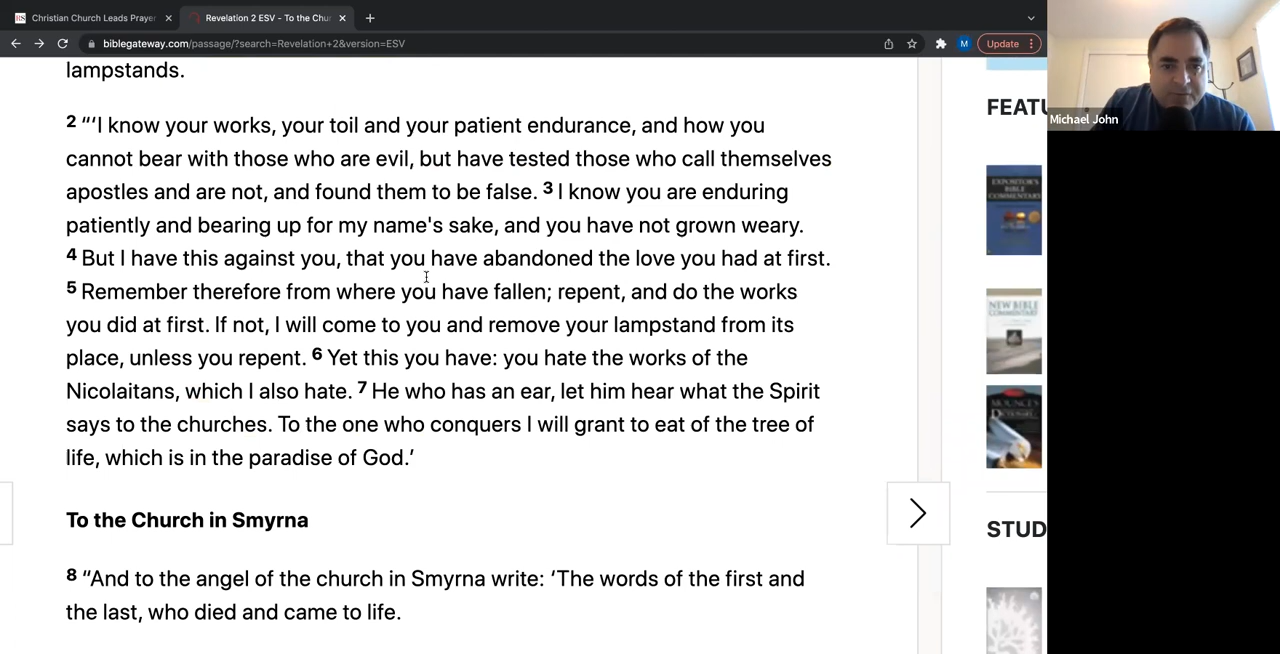 Christian Church Leads Prayer
Revelation 2 ESV - To the Chur
biblegateway.com/passage/?search=Revelation+2&version=ESV
M
Update
lampstands.
2 “‘I know your works, your toil and your patient endurance, and how you
cannot bear with those who are evil, but have tested those who call themselves
apostles and are not, and found them to be false. 3 I know you are enduring
patiently and bearing up for my name's sake, and you have not grown weary.
4 But I have this against you, that you have abandoned the love you had at first.
5 Remember therefore from where you have fallen; repent, and do the works
you did at first. If not, I will come to you and remove your lampstand from its
place, unless you repent. 6 Yet this you have: you hate the works of the
Nicolaitans, which I also hate. 7 He who has an ear, let him hear what the Spirit
says to the churches. To the one who conquers I will grant to eat of the tree of
life, which is in the paradise of God.’
To the Church in Smyrna
8 “And to the angel of the church in Smyrna write: ‘The words of the first and
the last, who died and came to life.
FEATU
EXPOSITOR'S
BIBLE
COMMENTARY
NEW BIBLE
COMMENTARY
MOUNCE'S
DICTIONARY
STUD
Michael John